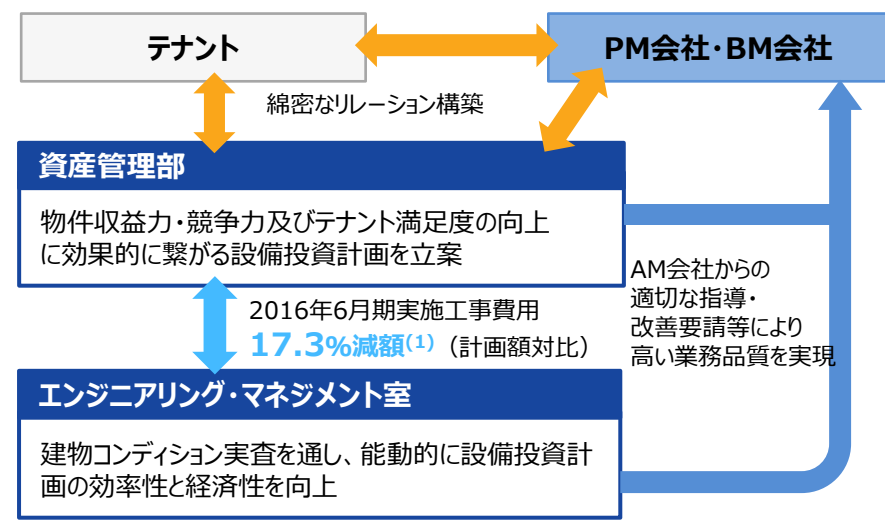 テナント
PM会社・BM会社
綿密なリレーション構築
資産管理部
物件収益力・競争力及びテナント満足度の向上
に効果的に繋がる設備投資計画を立案
2016年6月期実施工事費用
17.3%減額(1)（計画額対比）
AM会社からの
適切な指導・
改善要請等により
高い業務品質を実現
エンジニアリング・マネジメント室
建物コンディション実査を通し、能動的に設備投資計
画の効率性と経済性を向上